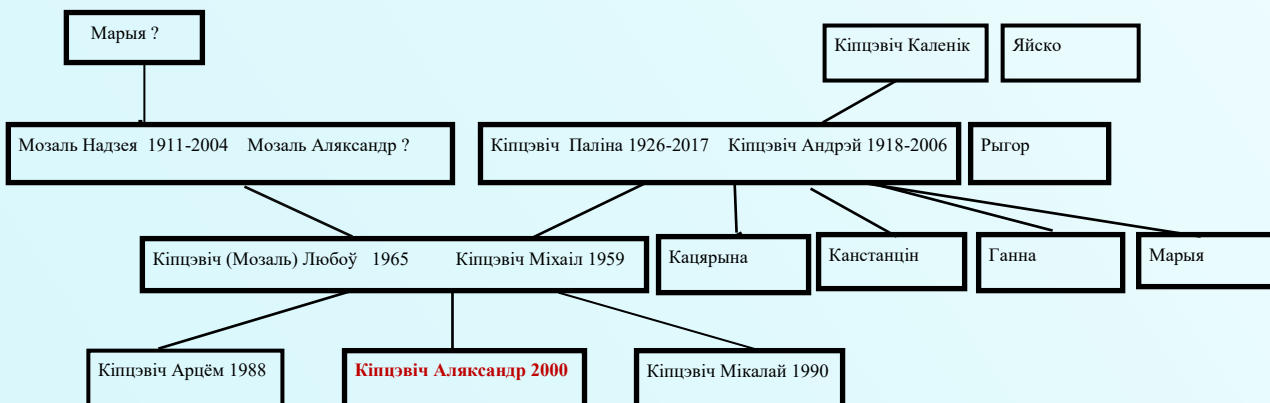 Марыя ?
Кіпцэвіч Каленік
Яйско
Мозаль Надзея 1911-2004 Мозаль Аляксандр ?
Кіпцэвіч Паліна 1926-2017 Кіпцэвіч Андрэй 1918-2006
Рыгор
Кіпцэвіч (Мозаль) Любоў 1965 Кіпцэвіч Міхаіл 1959
Кацярына
Канстанцін
Ганна
Марыя
Кіпцэвіч Арцём 1988
Кіпцэвіч Аляксандр 2000
Кіпцэвіч Мікалай 1990